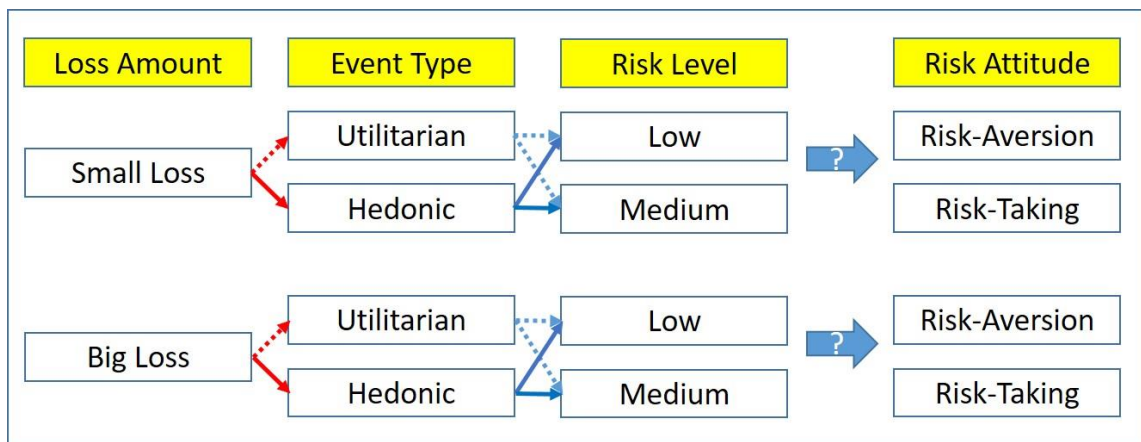 Loss Amount
Event Type
Risk Level
Risk Attitude
Small Loss
Utilitarian
Hedonic
Low
Medium
?
Risk-Aversion
Risk-Taking
Big Loss
Utilitarian
Hedonic
Low
Medium
?
Risk-Aversion
Risk-Taking